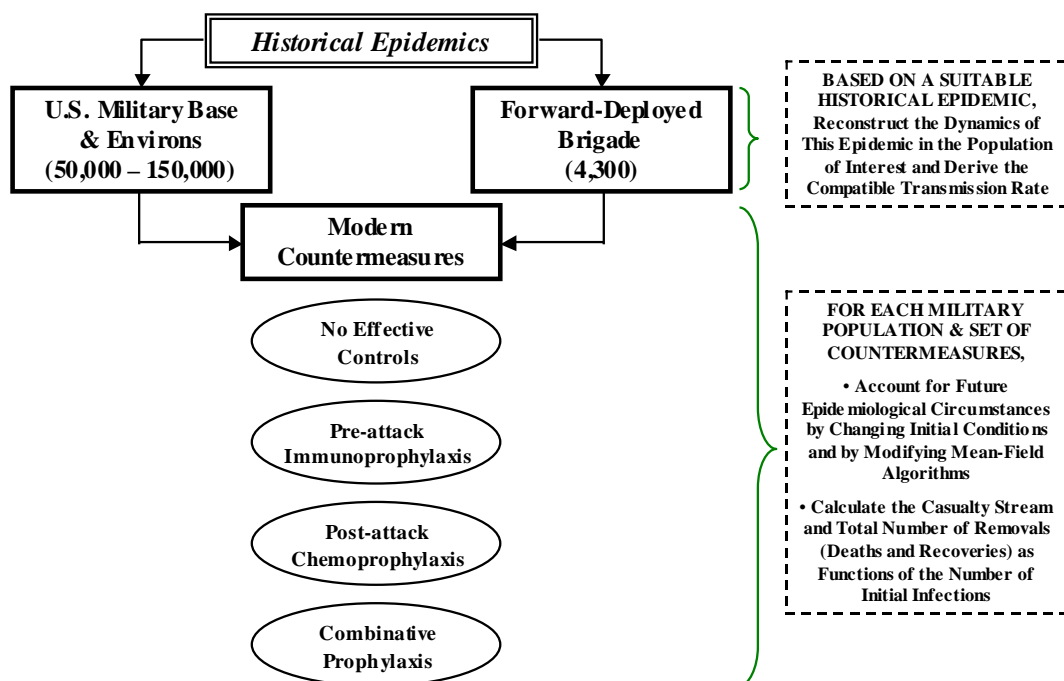 Historical Epidemics
U.S. Military Base
& Environs
(50,000 – 150,000)
Forward-Deployed
Brigade
(4,300)
BASED ON A SUITABLE
HISTORICAL EPIDEMIC,
Reconstruct the Dynamics of
This Epidemic in the Population
of Interest and Derive the
Compatible Transmission Rate
Modern
Countermeasures
No Effective
Controls
Pre-attack
Immunoprophylaxis
Post-attack
Chemoprophylaxis
Combinative
Prophylaxis
FOR EACH MILITARY
POPULATION & SET OF
COUNTERMEASURES,
• Account for Future
Epidemiological Circumstances
by Changing Initial Conditions
and by Modifying Mean-Field
Algorithms
• Calculate the Casualty Stream
and Total Number of Removals
(Deaths and Recoveries) as
Functions of the Number of
Initial Infections